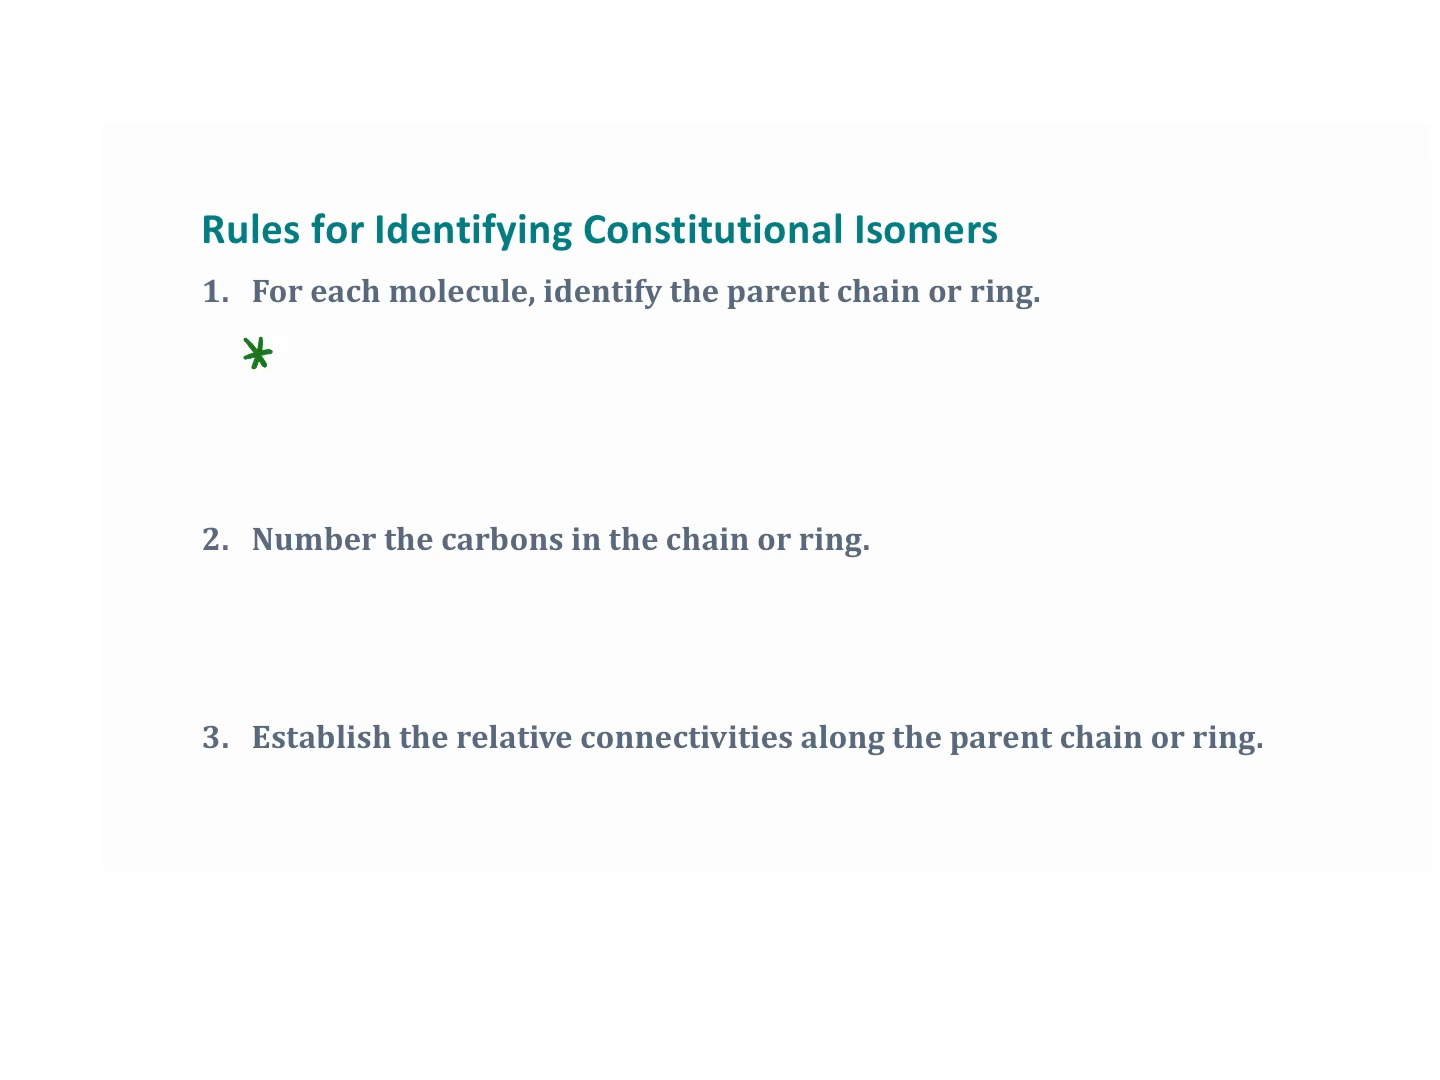 Rules for Identifying Constitutional Isomers
1. For each molecule, identify the parent chain or ring.
2. Number the carbons in the chain or ring.
3. Establish the relative connectivities along the parent chain or ring.